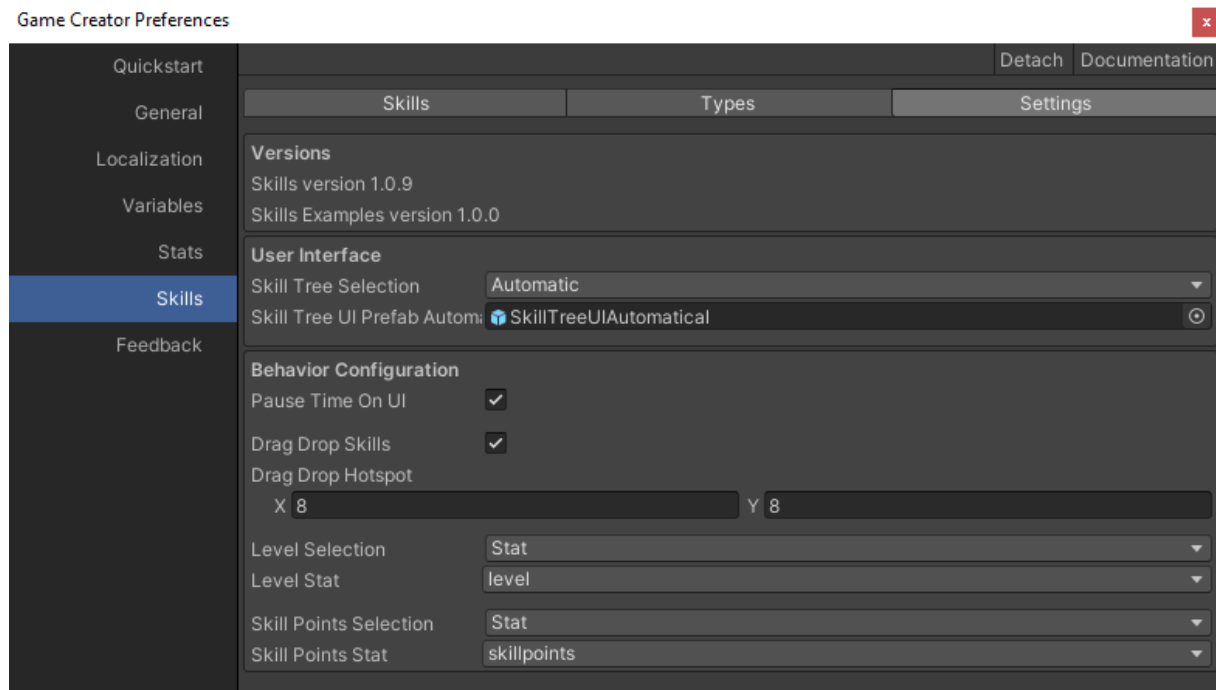 Game Creator Preferences
x
Detach Documentation
Quickstart
General
Localization
Variables
Stats
Skills
Feedback
Skills Types Settings
Versions
Skills version 1.0.9
Skills Examples version 1.0.0
User Interface
Skill Tree Selection Automatic
Skill Tree UI Prefab Automa SkillTreeUIAutomatical
Behavior Configuration
Pause Time On UI
Drag Drop Skills
Drag Drop Hotspot
X 8 Y 8
Level Selection Stat
Level Stat level
Skill Points Selection Stat
Skill Points Stat skillpoints